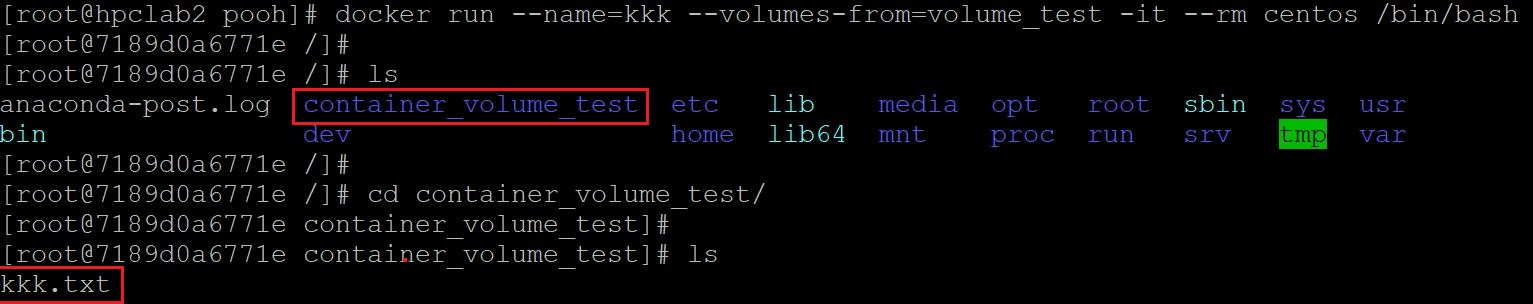 [root@hpclab2 pooh]# docker run --name=kkk --volumes-from=volume_test -it --rm centos /bin/bash
[root@7189d0a6771e /]#
[root@7189d0a6771e /]# ls
anaconda-post.log  container_volume_test  etc   lib    media  opt   root  sbin  sys  usr
bin                dev                    home  lib64  mnt    proc  run   srv   tmp  var
[root@7189d0a6771e /]#
[root@7189d0a6771e /]# cd container_volume_test/
[root@7189d0a6771e container_volume_test]#
[root@7189d0a6771e container_volume_test]# ls
kkk.txt